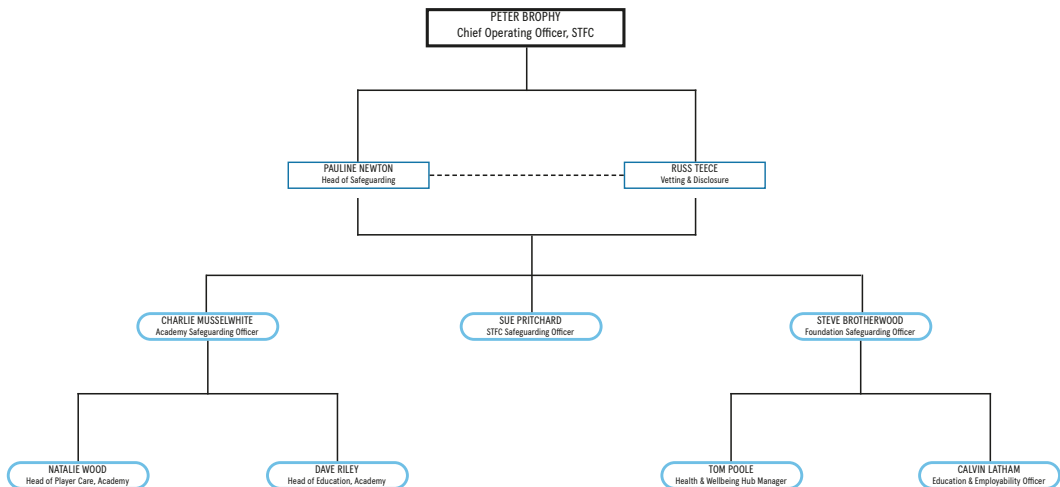 PETER BROPHY
Chief Operating Officer, STFC
PAULINE NEWTON
Head of Safeguarding
RUSS TEECE
Vetting & Disclosure
CHARLIE MUSSELWHITE
Academy Safeguarding Officer
SUE PRITCHARD
STFC Safeguarding Officer
STEVE BROTHERWOOD
Foundation Safeguarding Officer
NATALIE WOOD
Head of Player Care, Academy
DAVE RILEY
Head of Education, Academy
TOM POOLE
Health & Wellbeing Hub Manager
CALVIN LATHAM
Education & Employability Officer